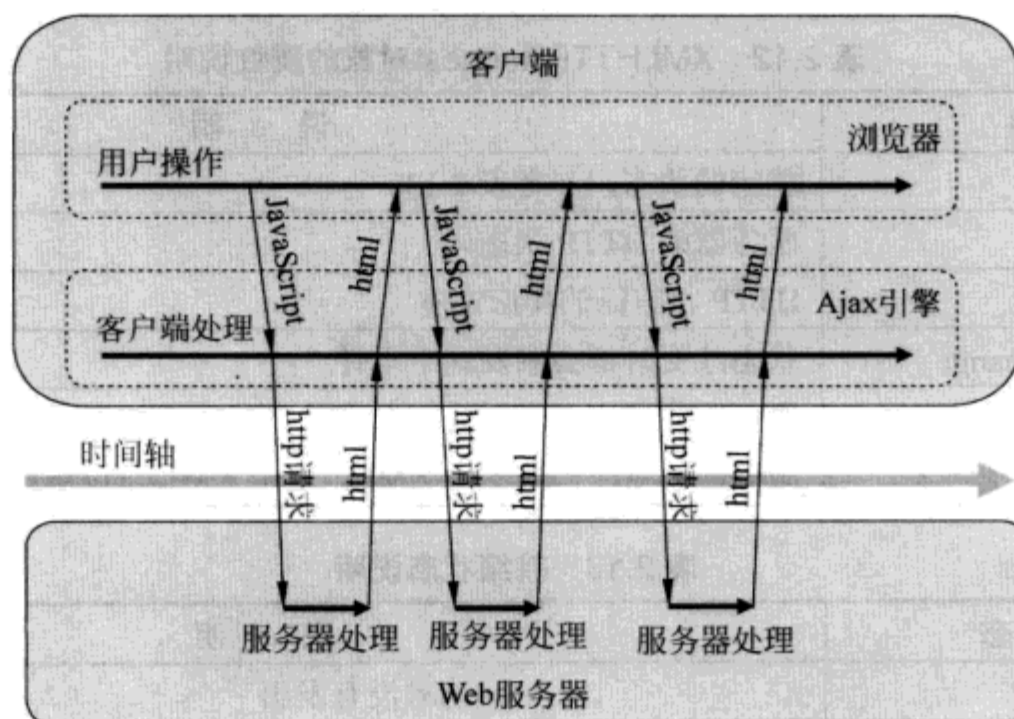 客户端
浏览器
用户操作
JavaScript
html
JavaScript
html
JavaScript
html
Ajax引擎
客户端处理
http请求
html
http请求
html
http请求
html
时间轴
服务器处理
服务器处理
服务器处理
Web服务器